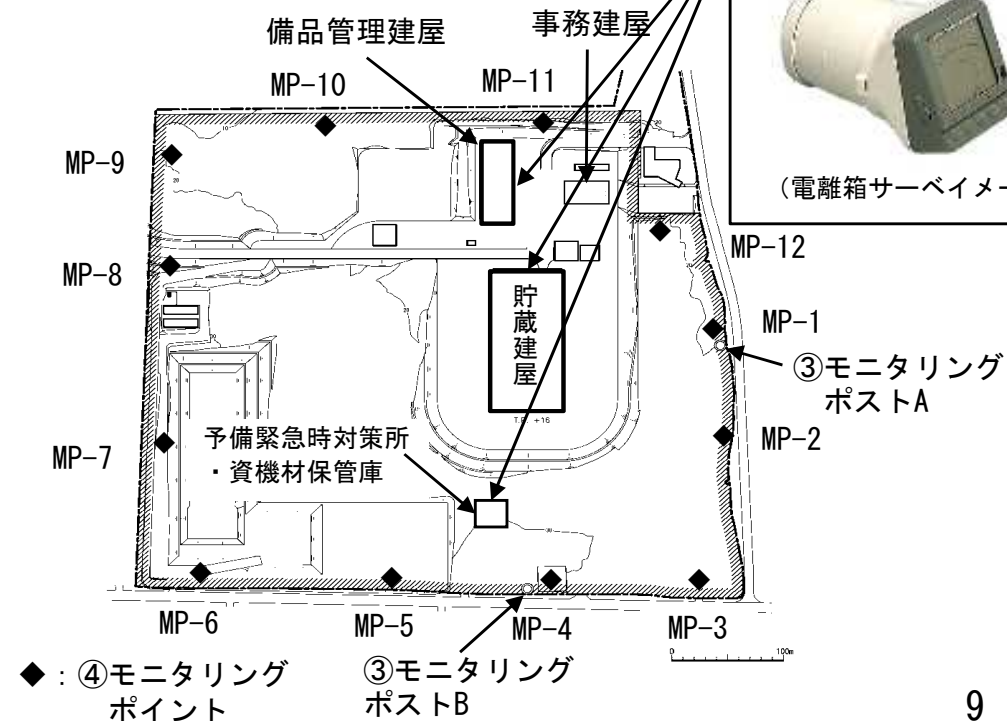 備品管理建屋
事務建屋
MP-10
MP-11
MP-9
(電離箱サーベイメー
MP-12
MP-8
貯蔵建屋
MP-1
③モニタリング
ポストA
T.P. +16
MP-2
予備緊急時対策所
・資機材保管庫
MP-7
MP-6
MP-5
MP-4
MP-3
0 100m
◆:④モニタリング
ポイント
③モニタリング
ポストB
9